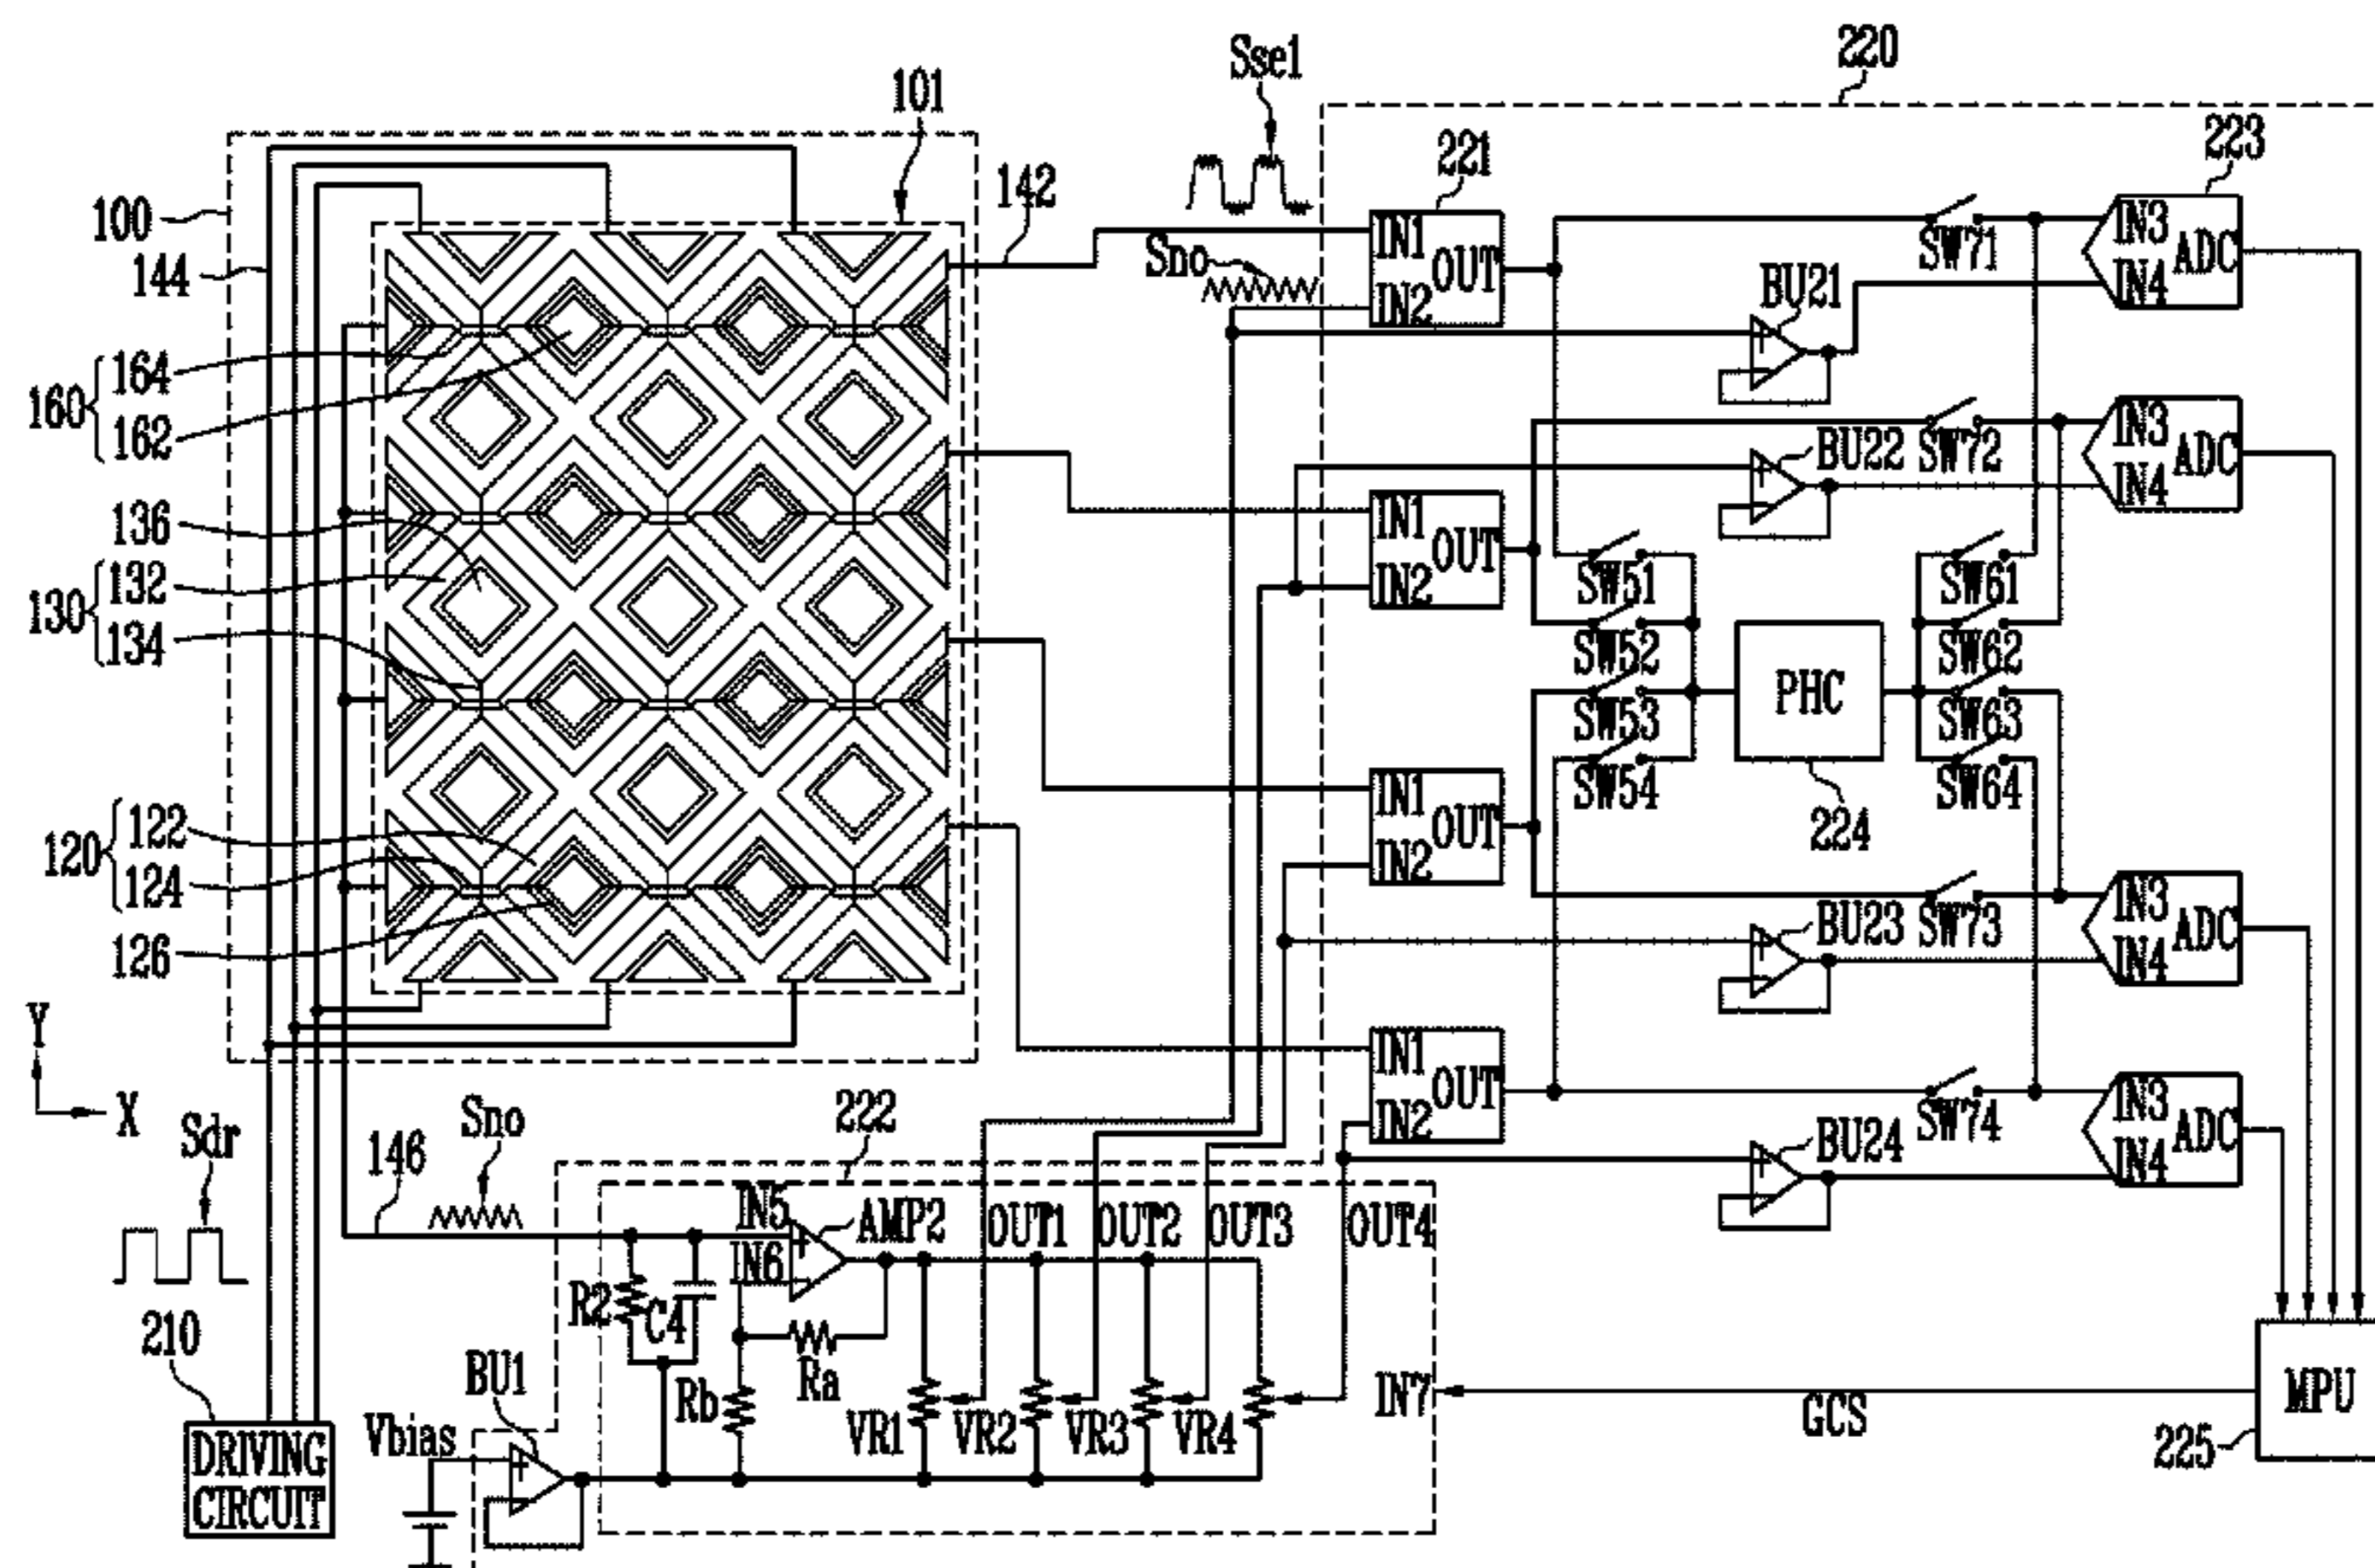 220
Sse1
101
223
221
142
100
IN1
OUT
IN2
SW71
IN3
ADC
IN4
144
Sno
BU21
164
160
162
SW72
IN3
ADC
IN4
BU22
136
IN1
OUT
IN2
130
132
134
SW51
SW61
SW52
SW62
PHC
SW53
SW63
SW54
SW64
224
IN1
OUT
IN2
120
122
124
126
BU23
SW73
IN3
ADC
IN4
Y
X
IN1
OUT
IN2
SW74
IN3
ADC
IN4
BU24
222
Sdr
Sno
146
IN5
AMP2
OUT1
OUT2
OUT3
OUT4
IN6
R2
C4
210
Ra
Rb
BU1
Vbias
VR1
VR2
VR3
VR4
IN7
GCS
MPU
225
DRIVING
CIRCUIT